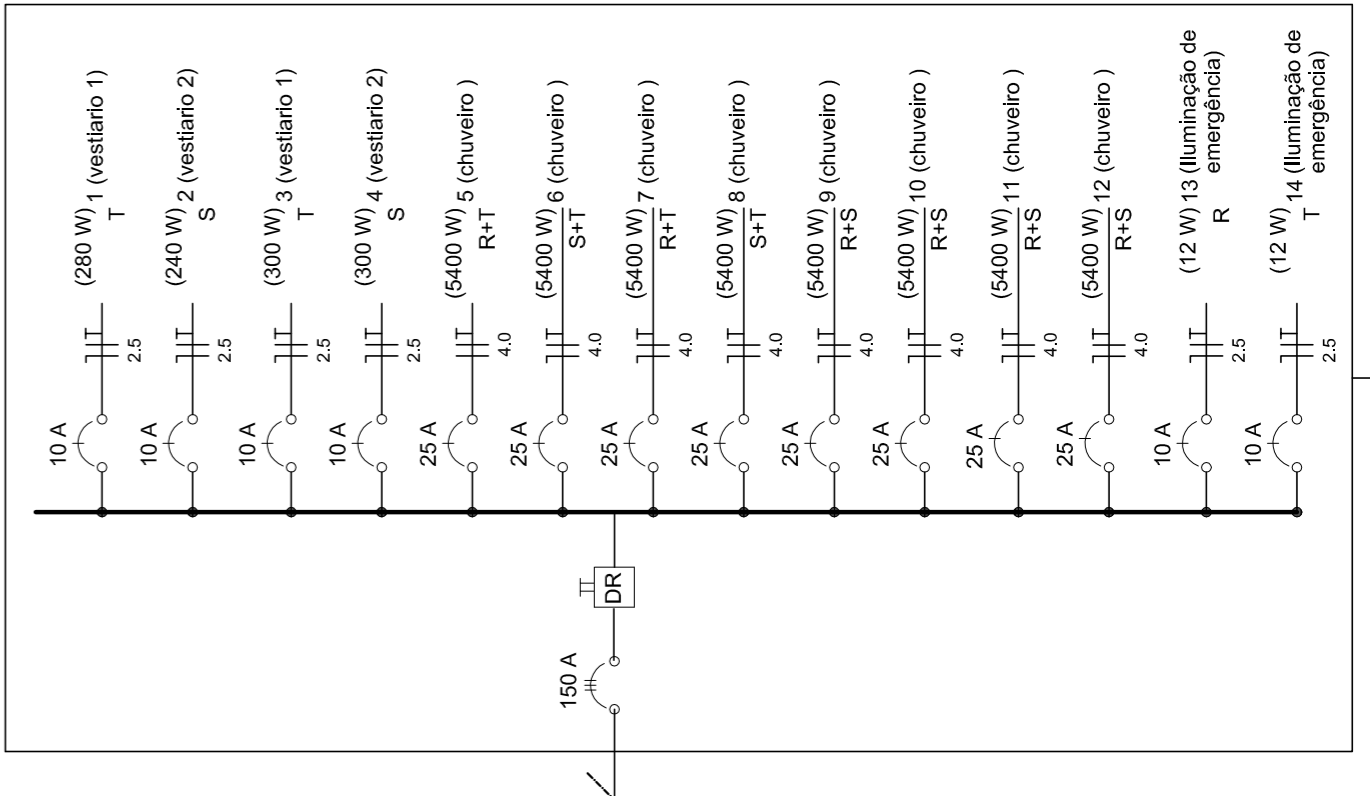 (280 W) 1 (vestiario 1)
T
2.5
10 A
(240 W) 2 (vestiario 2)
S
2.5
10 A
(300 W) 3 (vestiario 1)
T
2.5
10 A
(300 W) 4 (vestiario 2)
S
2.5
10 A
(5400 W) 5 (chuveiro )
R+T
4.0
25 A
(5400 W) 6 (chuveiro )
S+T
4.0
25 A
(5400 W) 7 (chuveiro )
R+T
4.0
25 A
(5400 W) 8 (chuveiro )
S+T
4.0
25 A
(5400 W) 9 (chuveiro )
R+S
4.0
25 A
(5400 W) 10 (chuveiro )
R+S
4.0
25 A
(5400 W) 11 (chuveiro )
R+S
4.0
25 A
(5400 W) 12 (chuveiro )
R+S
4.0
25 A
(12 W) 13 (Iluminação de
emergência)
R
2.5
10 A
(12 W) 14 (Iluminação de
emergência)
T
2.5
10 A
DR
150 A